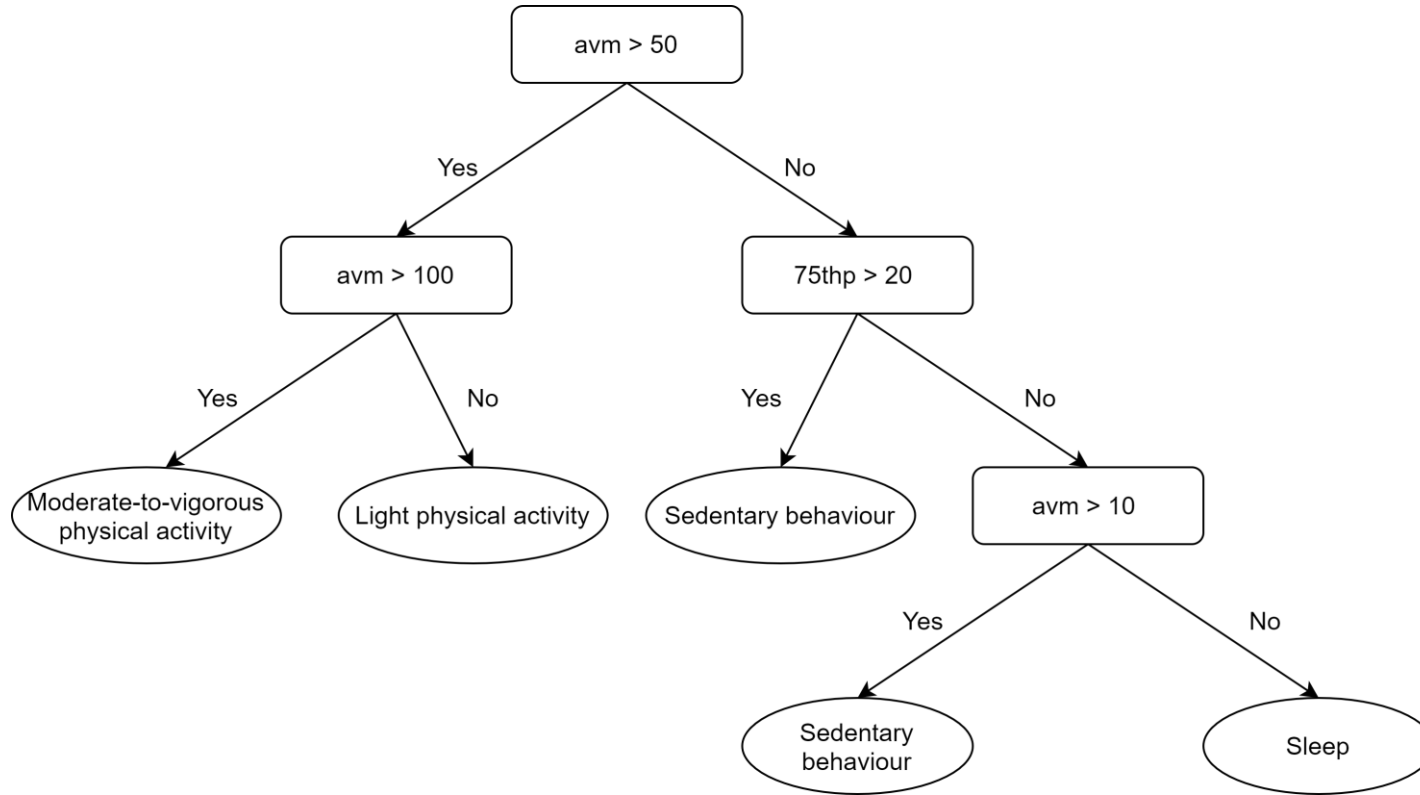 avm > 50
Yes
No
avm > 100
75thp > 20
Yes
No
Yes
No
Moderate-to-vigorous
physical activity
Light physical activity
Sedentary behaviour
avm > 10
Yes
No
Sedentary
behaviour
Sleep